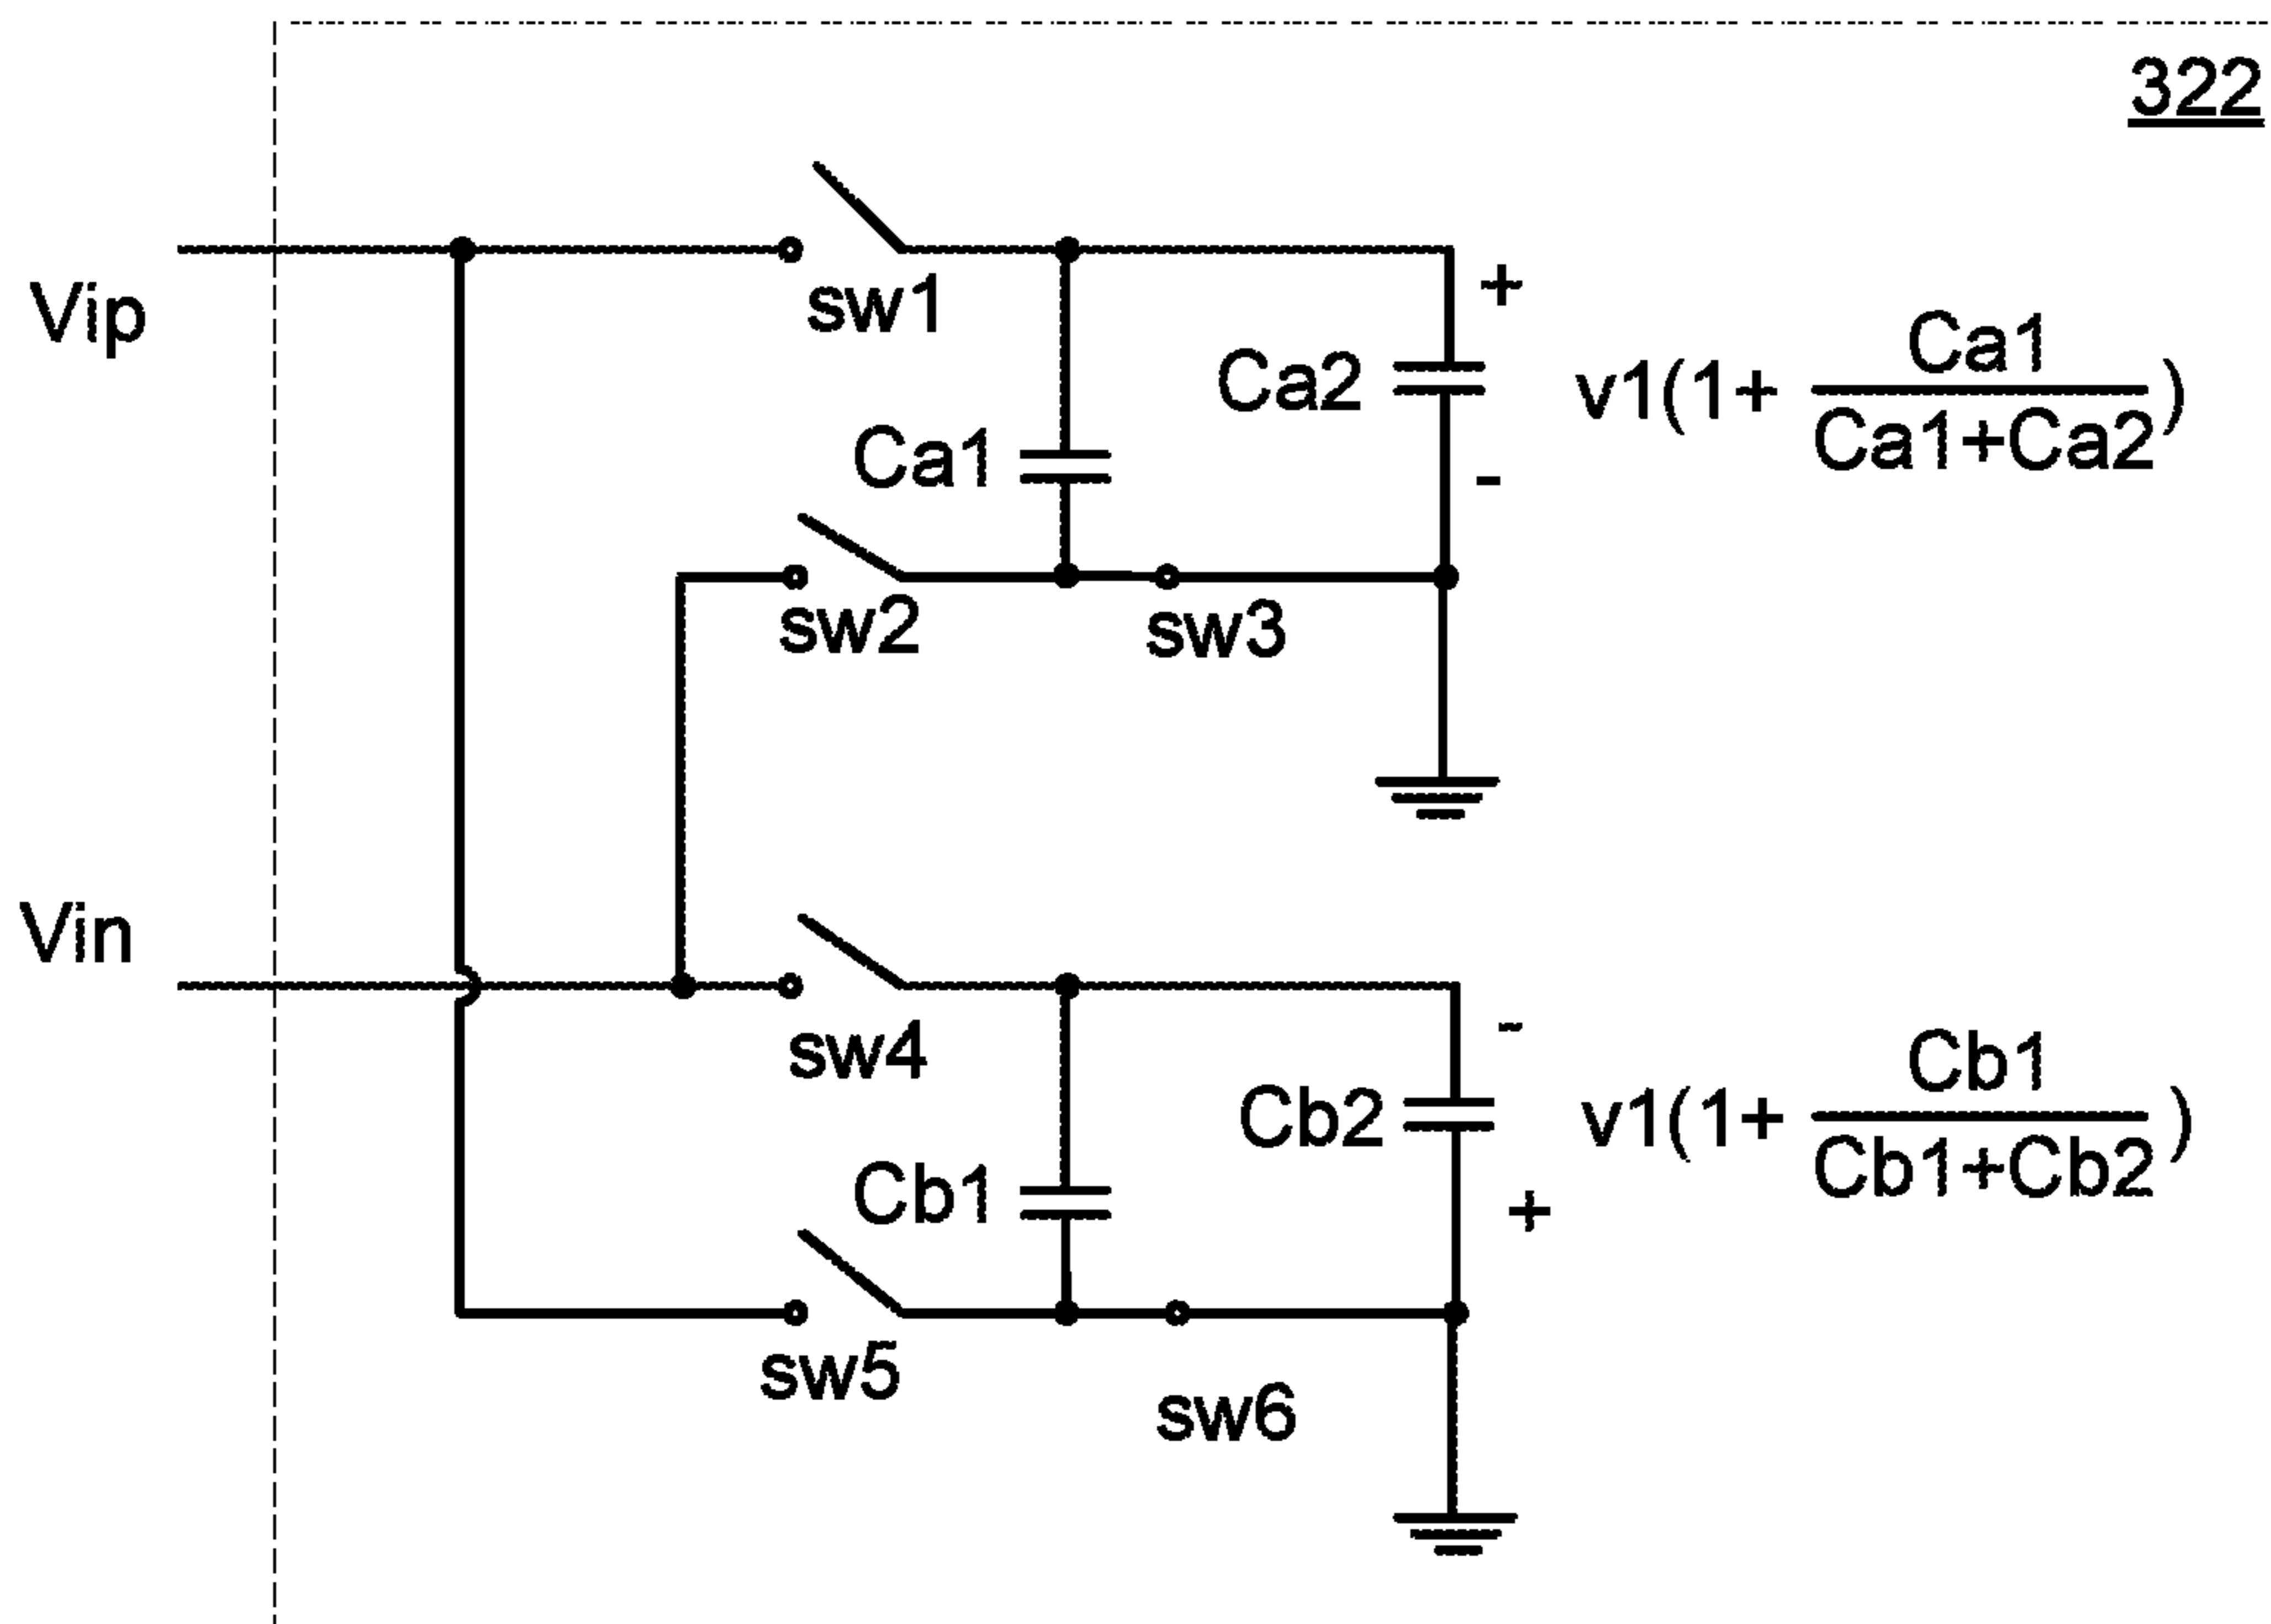 322
Vip
sw1
+
Ca2
v1(1+ Ca1
Ca1+Ca2 )
Ca1
-
sw2
sw3
Vin
sw4
-
Cb2
v1(1+ Cb1
Cb1+Cb2 )
Cb1
+
sw5
sw6